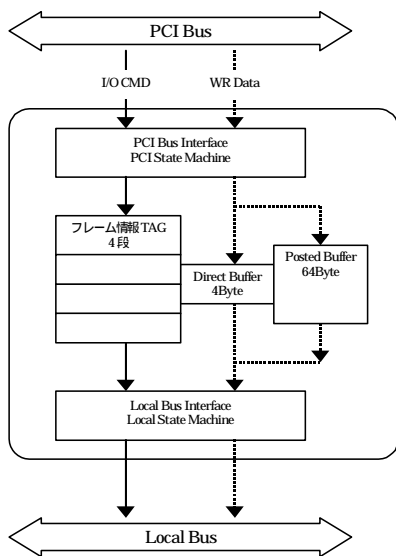 PCI Bus
I/O CMD
WR Data
PCI Bus Interface
PCI State Machine
フレーム情報TAG
4段
Direct Buffer
4Byte
Posted Buffer
64Byte
Local Bus Interface
Local State Machine
Local Bus